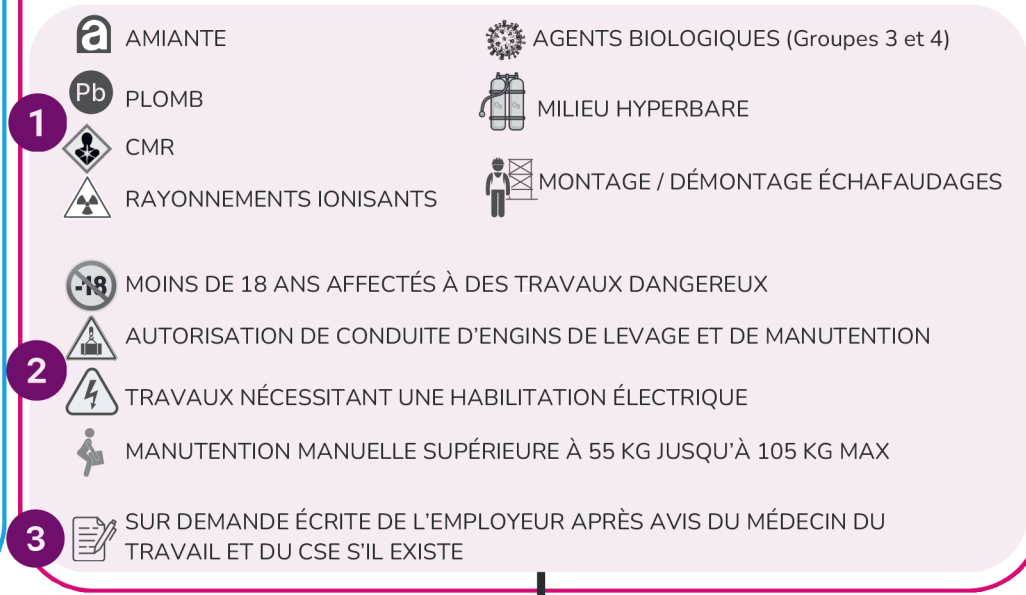 a AMIANTE
AGENTS BIOLOGIQUES (Groupes 3 et 4)
Pb PLOMB
MILIEU HYPERBARE
1
CMR
MONTAGE / DÉMONTAGE ÉCHAFAUDAGES
RAYONNEMENTS IONISANTS
-18 MOINS DE 18 ANS AFFECTÉS À DES TRAVAUX DANGEREUX
AUTORISATION DE CONDUITE D'ENGINS DE LEVAGE ET DE MANUTENTION
2
TRAVAUX NÉCESSITANT UNE HABILITATION ÉLECTRIQUE
MANUTENTION MANUELLE SUPÉRIEURE À 55 KG JUSQU'À 105 KG MAX
3
SUR DEMANDE ÉCRITE DE L'EMPLOYEUR APRÈS AVIS DU MÉDECIN DU
TRAVAIL ET DU CSE S'IL EXISTE